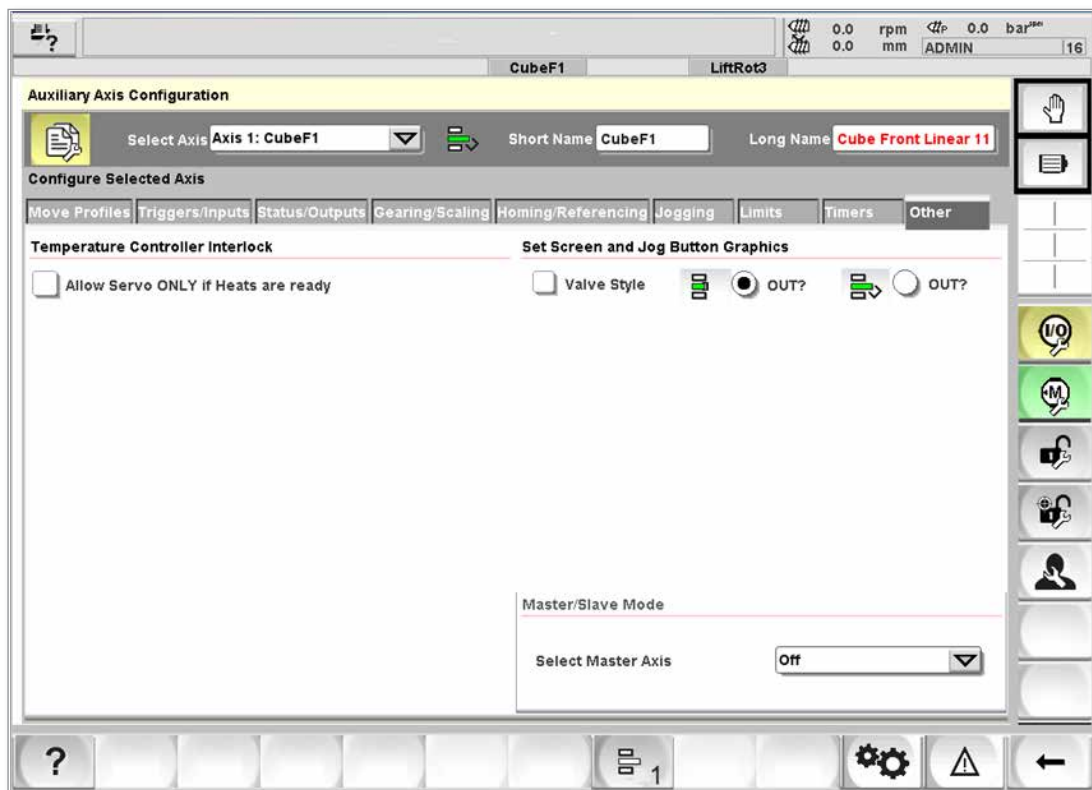 ?
0.0 rpm P 0.0 bar spec
0.0 mm ADMIN 16
CubeF1 LiftRot3
Auxiliary Axis Configuration
Select Axis Axis 1: CubeF1 Short Name CubeF1 Long Name Cube Front Linear 11
Configure Selected Axis
Move Profiles Triggers/Inputs Status/Outputs Gearing/Scaling Homing/Referencing Jogging Limits Timers Other
Temperature Controller Interlock Set Screen and Jog Button Graphics
Allow Servo ONLY if Heats are ready Valve Style OUT? OUT?
I/O
M
1
1
Master/Slave Mode
Select Master Axis Off
? 1